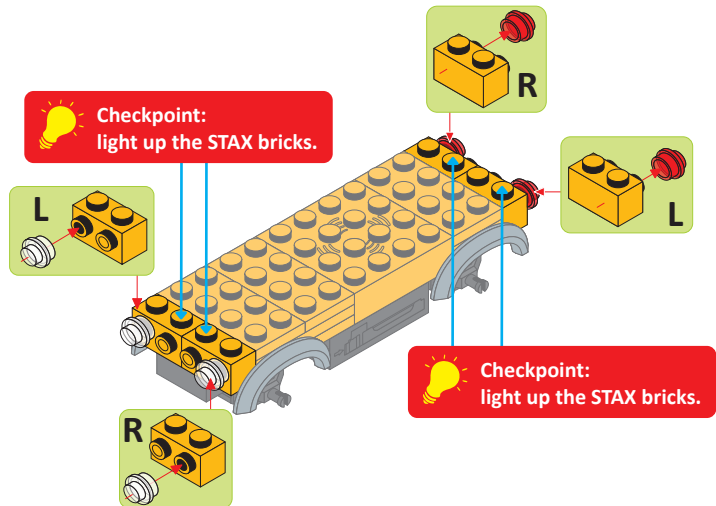 R
Checkpoint:
light up the STAX bricks.
L
L
Checkpoint:
light up the STAX bricks.
R